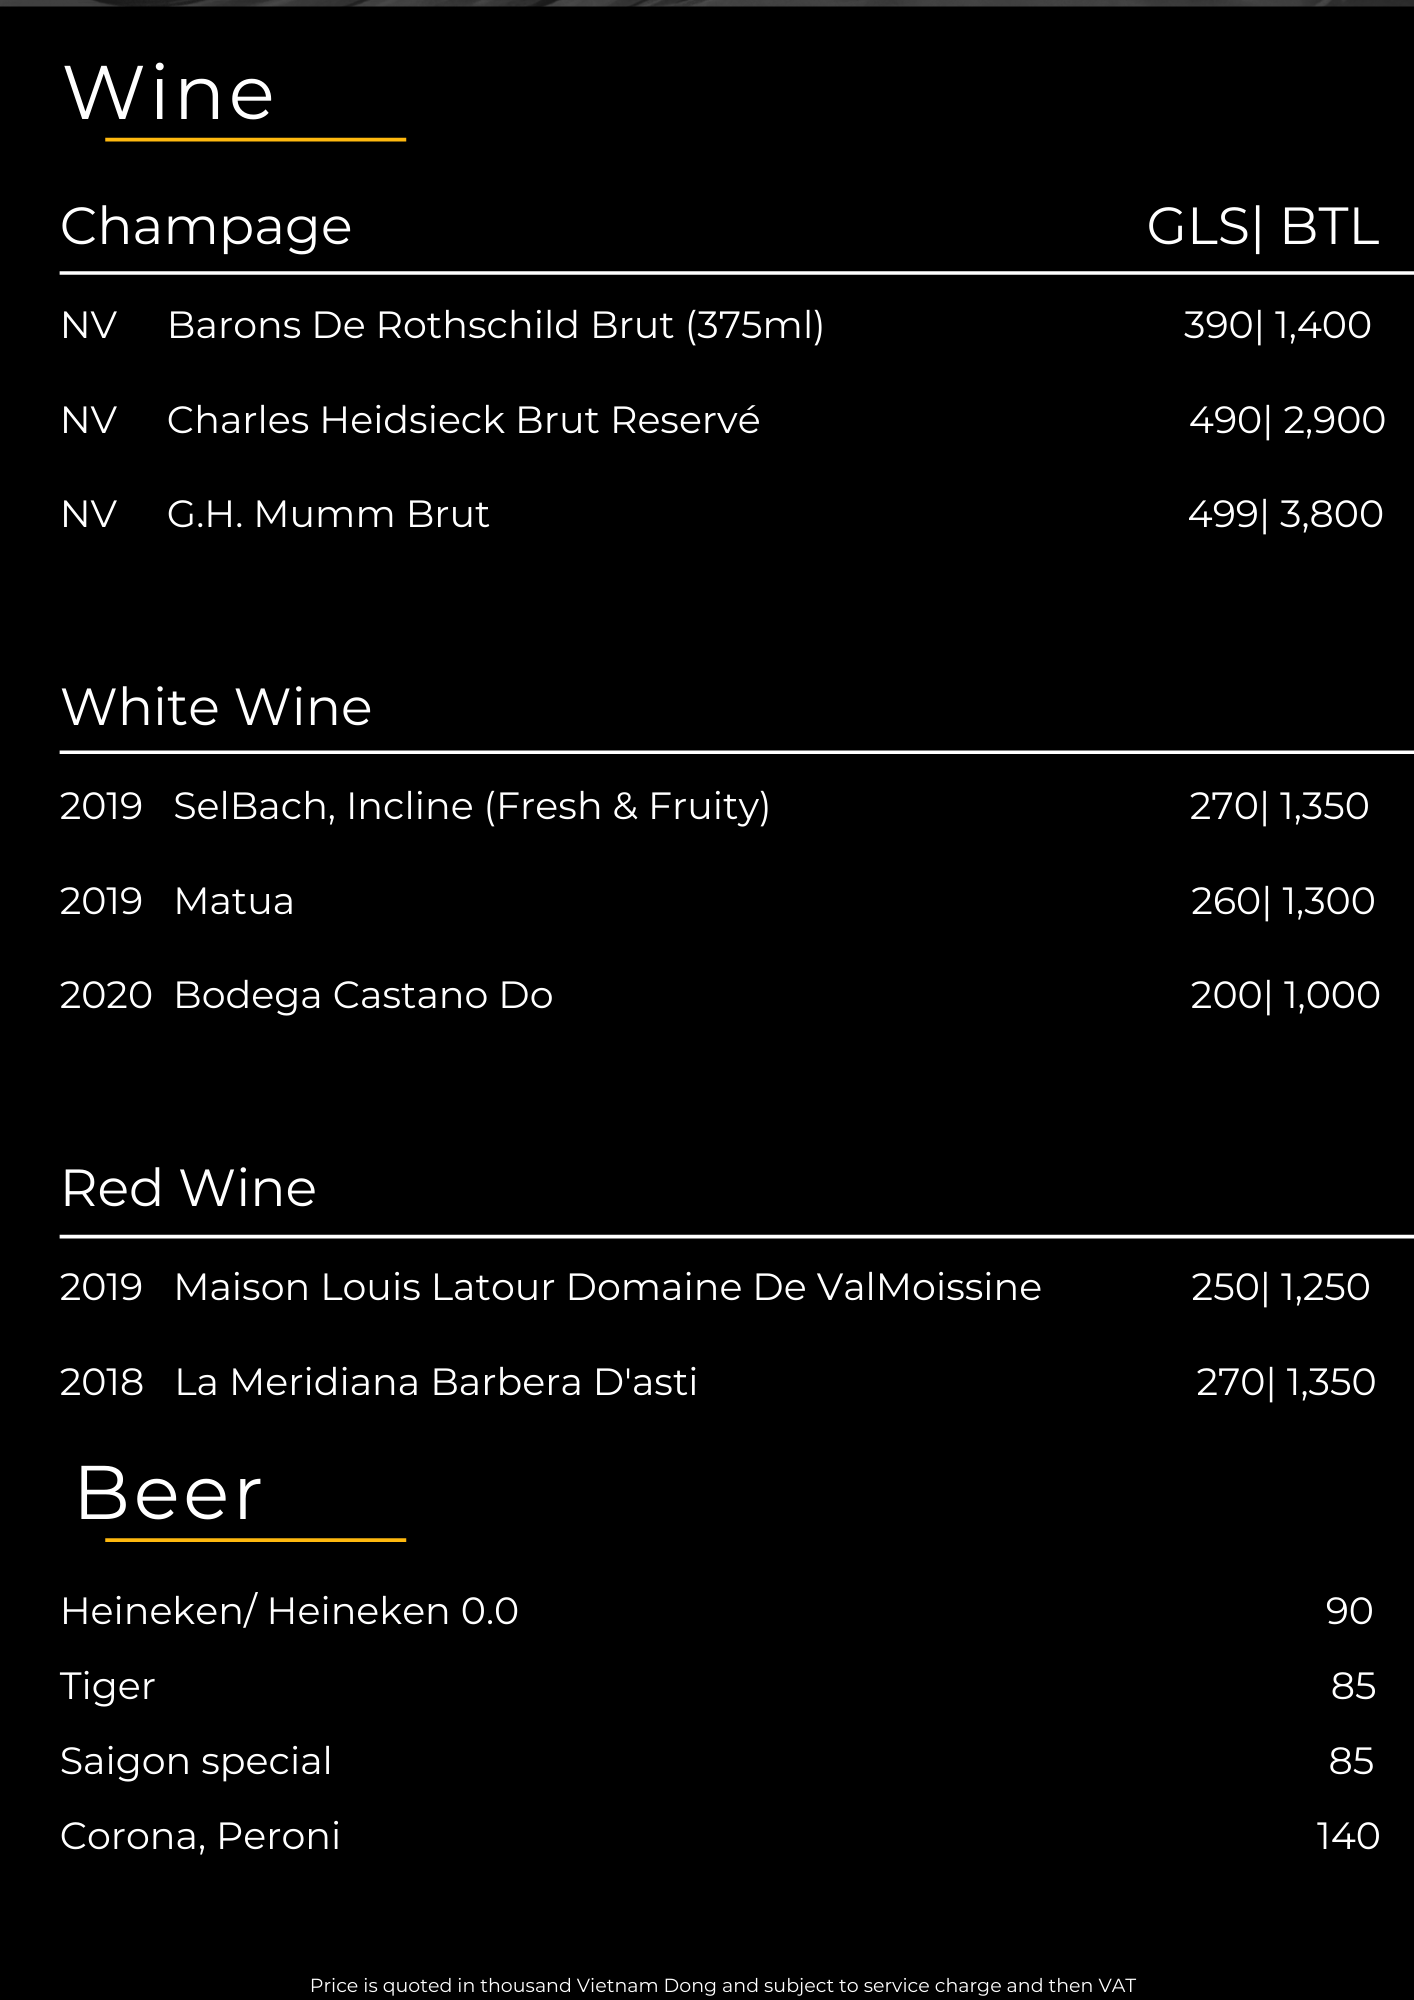 Wine
Champage GLS| BTL
NV Barons De Rothschild Brut (375ml) 390| 1,400
NV Charles Heidsieck Brut Reservé 490| 2,900
NV G.H. Mumm Brut 499| 3,800
White Wine
2019 SelBach, Incline (Fresh & Fruity) 270| 1,350
2019 Matua 260| 1,300
2020 Bodega Castano Do 200| 1,000
Red Wine
2019 Maison Louis Latour Domaine De ValMoissine 250| 1,250
2018 La Meridiana Barbera D'asti 270| 1,350
Beer
Heineken/ Heineken 0.0 90
Tiger 85
Saigon special 85
Corona, Peroni 140
Price is quoted in thousand Vietnam Dong and subject to service charge and then VAT